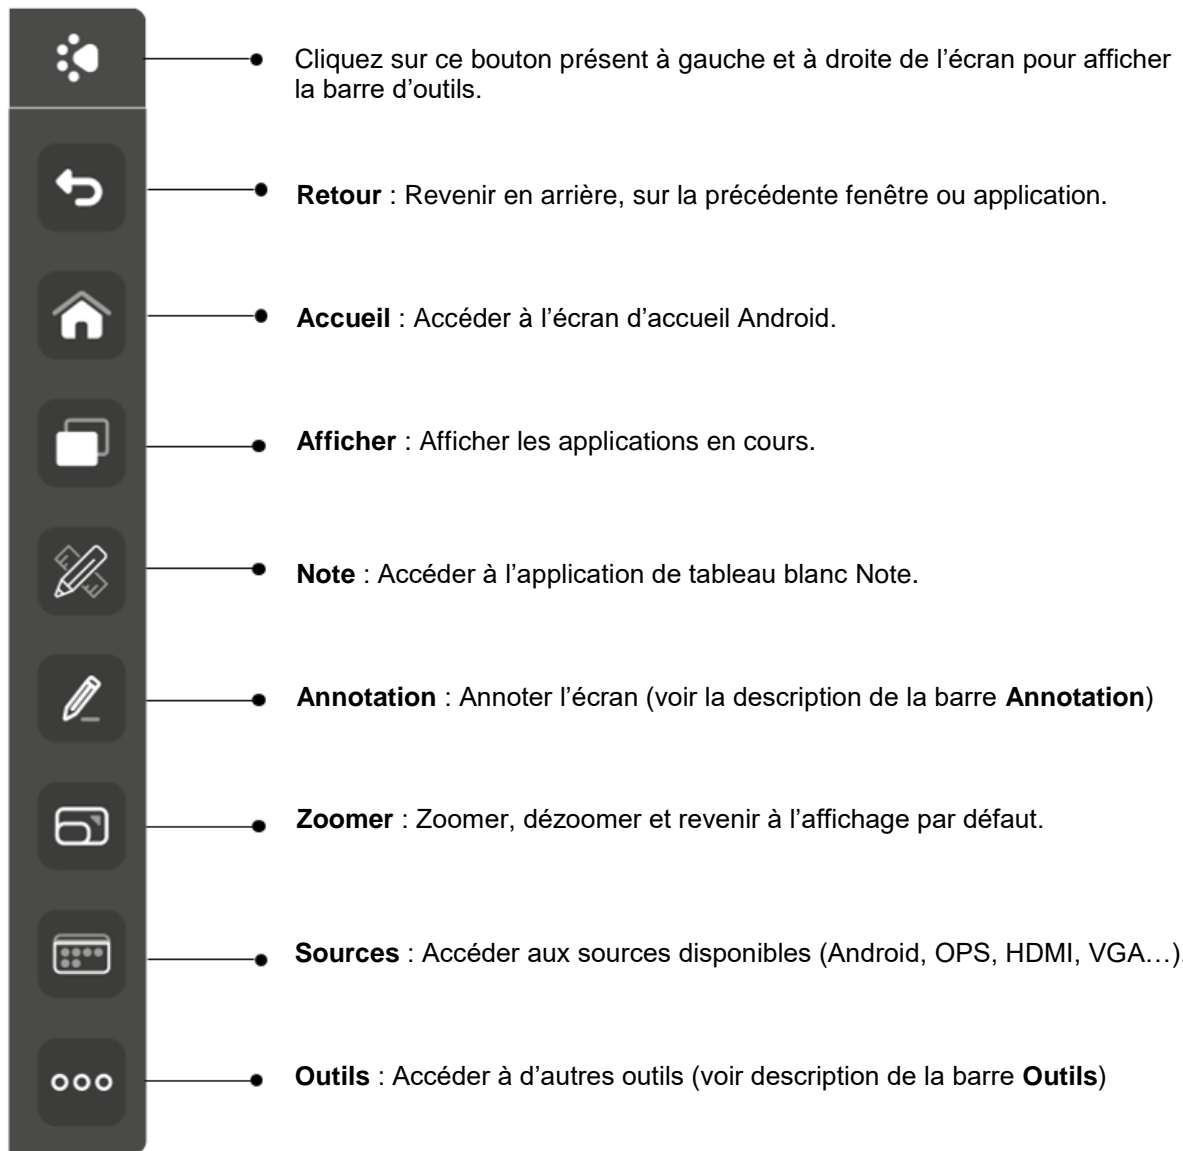 Cliquez sur ce bouton présent à gauche et à droite de l’écran pour afficher
la barre d’outils.
Retour : Revenir en arrière, sur la précédente fenêtre ou application.
Accueil : Accéder à l’écran d’accueil Android.
Afficher : Afficher les applications en cours.
Note : Accéder à l’application de tableau blanc Note.
Annotation : Annoter l’écran (voir la description de la barre Annotation)
Zoomer : Zoomer, dézoomer et revenir à l’affichage par défaut.
Sources : Accéder aux sources disponibles (Android, OPS, HDMI, VGA…).
Outils : Accéder à d’autres outils (voir description de la barre Outils)